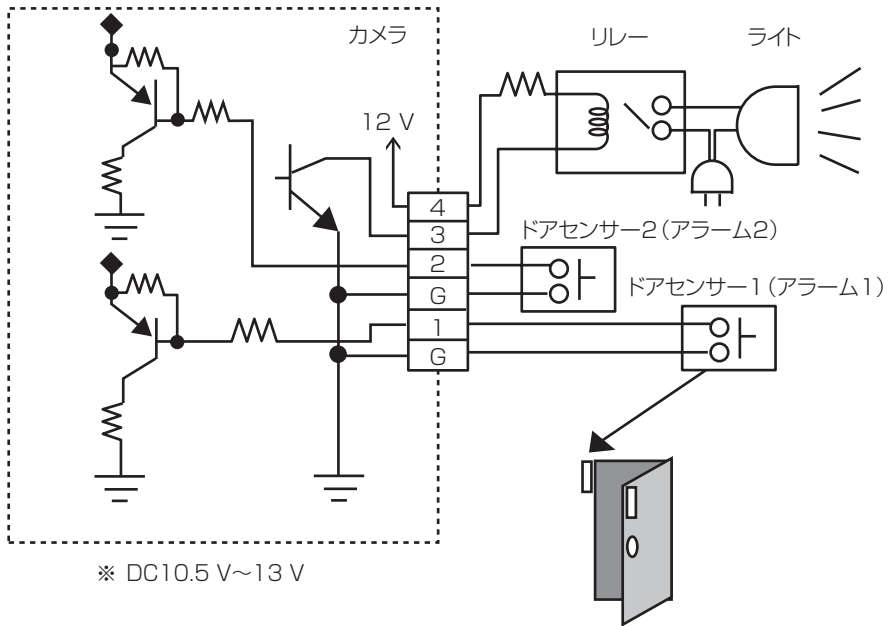 カメラ
リレー
ライト
12 V
4
3
2
G
1
G
ドアセンサー2(アラーム2)
ドアセンサー1(アラーム1)
※ DC10.5 V～13 V